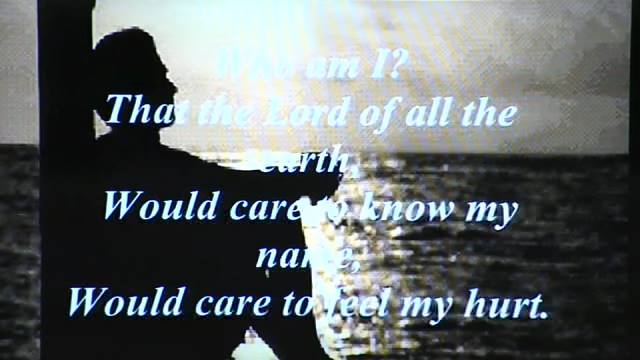 Who am I?
That the Lord of all the
earth,
Would care to know my
name,
Would care to feel my hurt.